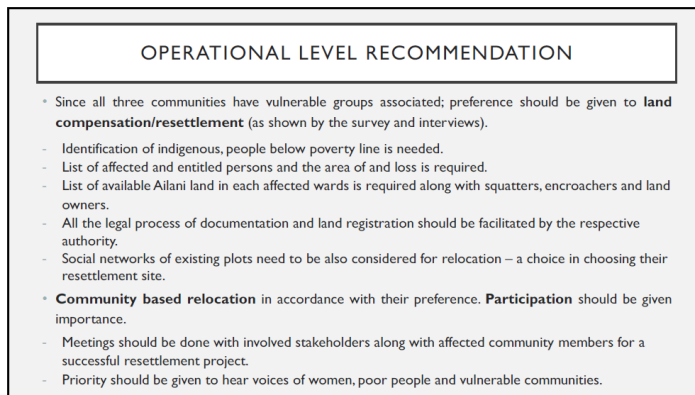 OPERATIONAL LEVEL RECOMMENDATION
• Since all three communities have vulnerable groups associated; preference should be given to land
compensation/resettlement (as shown by the survey and interviews).
- Identification of indigenous, people below poverty line is needed.
- List of affected and entitled persons and the area of and loss is required.
- List of available Ailani land in each affected wards is required along with squatters, encroachers and land
owners.
- All the legal process of documentation and land registration should be facilitated by the respective
authority.
- Social networks of existing plots need to be also considered for relocation – a choice in choosing their
resettlement site.
• Community based relocation in accordance with their preference. Participation should be given
importance.
- Meetings should be done with involved stakeholders along with affected community members for a
successful resettlement project.
- Priority should be given to hear voices of women, poor people and vulnerable communities.